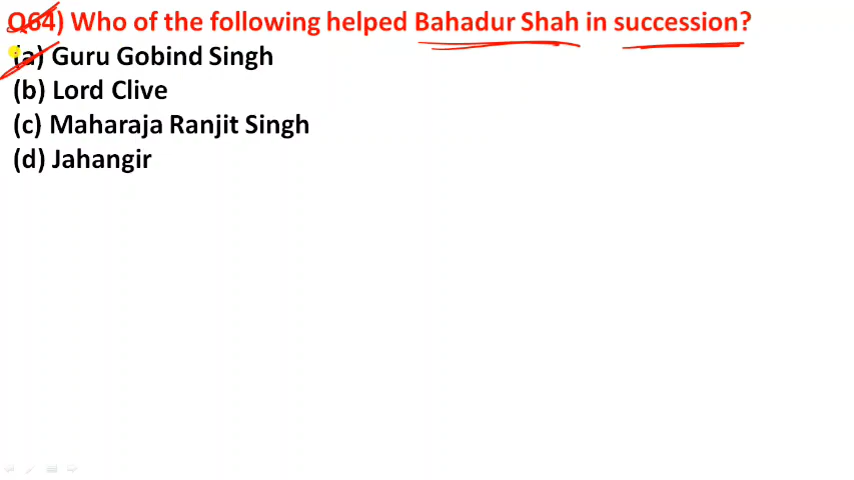 Q64) Who of the following helped Bahadur Shah in succession?
(a) Guru Gobind Singh
(b) Lord Clive
(c) Maharaja Ranjit Singh
(d) Jahangir